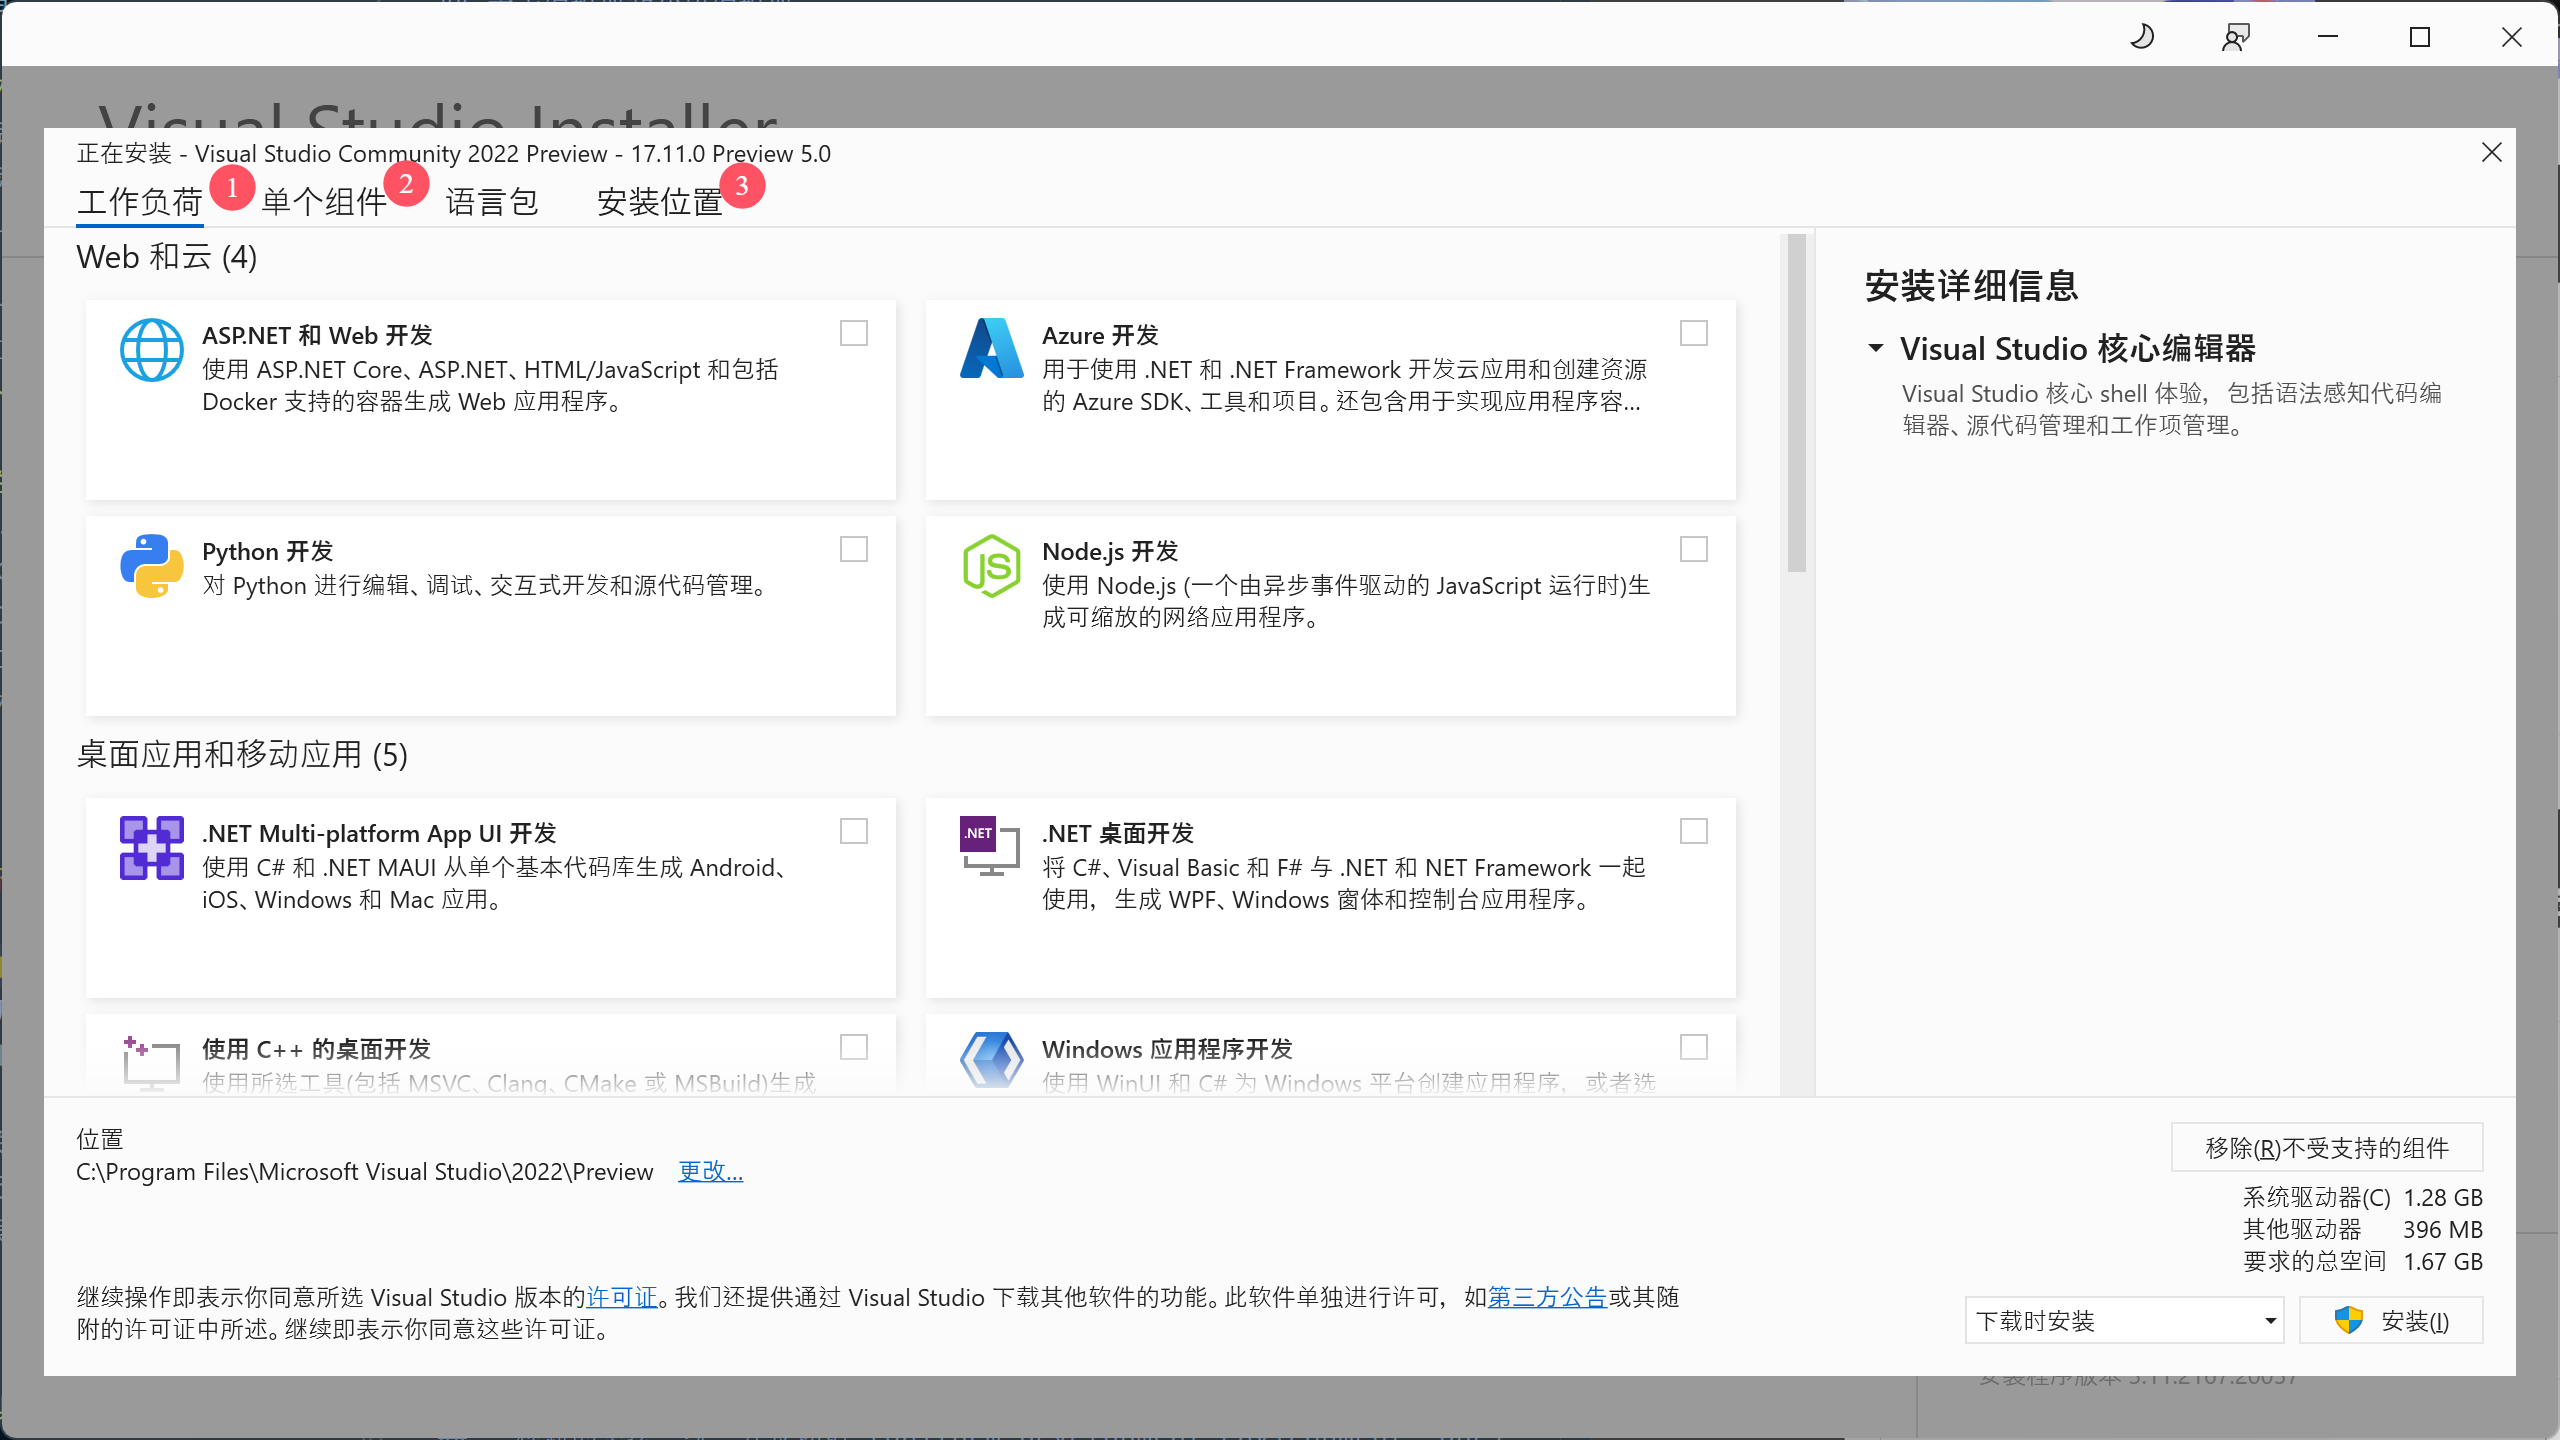 Visual Studio Installer
正在安装 - Visual Studio Community 2022 Preview - 17.11.0 Preview 5.0
工作负荷 1 单个组件 2 语言包 安装位置 3
Web 和云 (4)
ASP.NET 和 Web 开发
使用 ASP.NET Core、ASP.NET、HTML/JavaScript 和包括
Docker 支持的容器生成 Web 应用程序。
Azure 开发
用于使用 .NET 和 .NET Framework 开发云应用和创建资源
的 Azure SDK、工具和项目。还包含用于实现应用程序容...
Python 开发
对 Python 进行编辑、调试、交互式开发和源代码管理。
JS
Node.js 开发
使用 Node.js (一个由异步事件驱动的 JavaScript 运行时)生
成可缩放的网络应用程序。
桌面应用和移动应用 (5)
.NET Multi-platform App UI 开发
使用 C# 和 .NET MAUI 从单个基本代码库生成 Android、
iOS、Windows 和 Mac 应用。
.NET
.NET 桌面开发
将 C#、Visual Basic 和 F# 与 .NET 和 NET Framework 一起
使用，生成 WPF、Windows 窗体和控制台应用程序。
使用 C++ 的桌面开发
使用所选工具(包括 MSVC、Clang、CMake 或 MSBuild)生成
Windows 应用程序开发
使用 WinUI 和 C# 为 Windows 平台创建应用程序，或者选
安装详细信息
Visual Studio 核心编辑器
Visual Studio 核心 shell 体验，包括语法感知代码编
辑器、源代码管理和工作项管理。
位置
C:\Program Files\Microsoft Visual Studio\2022\Preview 更改...
移除(R)不受支持的组件
系统驱动器(C) 1.28 GB
其他驱动器 396 MB
要求的总空间 1.67 GB
继续操作即表示你同意所选 Visual Studio 版本的许可证。我们还提供通过 Visual Studio 下载其他软件的功能。此软件单独进行许可，如第三方公告或其随
附的许可证中所述。继续即表示你同意这些许可证。
下载时安装
安装(I)